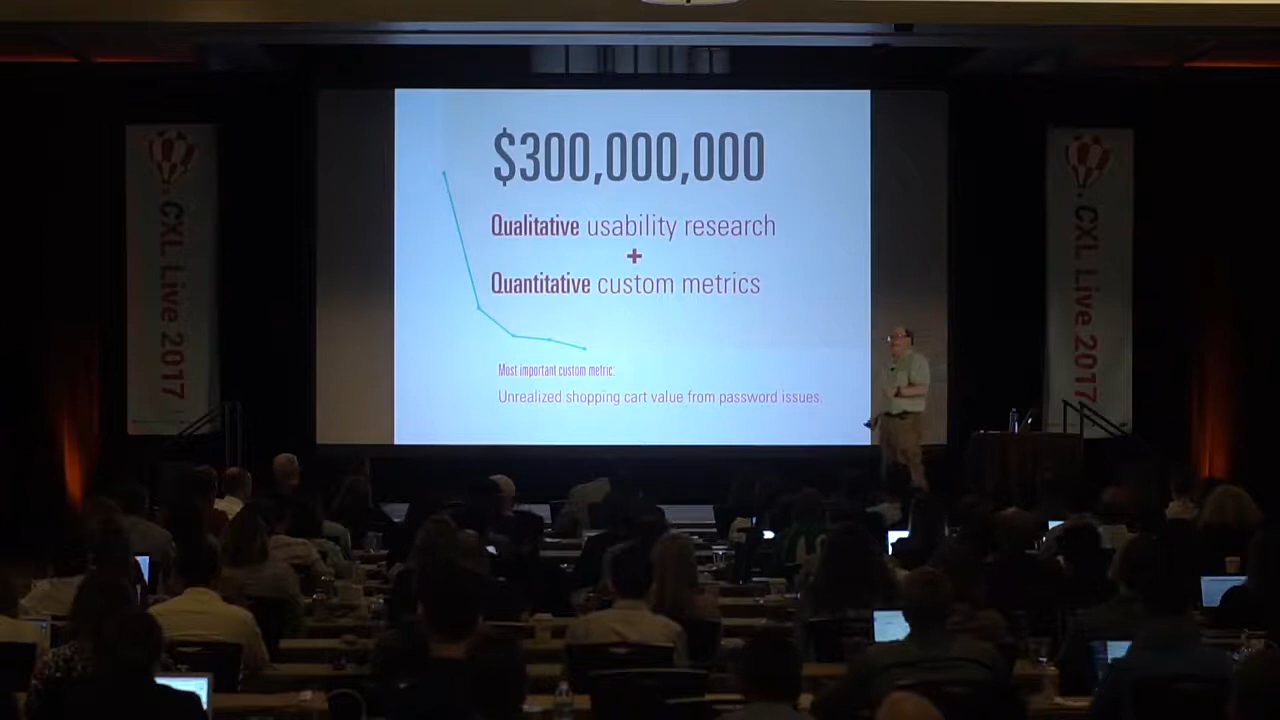 $300,000,000
Qualitative usability research
+
Quantitative custom metrics
Most important custom metric:
Unrealized shopping cart value from password issues.
CXL Live 2017
CXL Live 2017